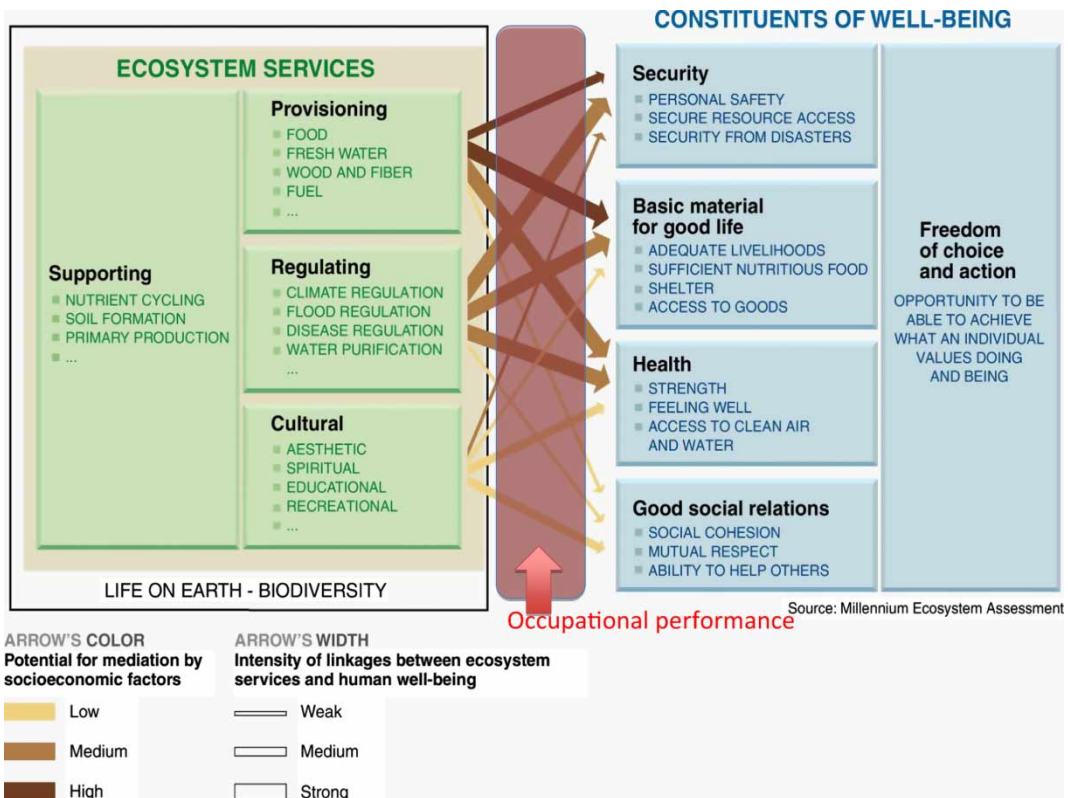 CONSTITUENTS OF WELL-BEING
ECOSYSTEM SERVICES
Supporting
NUTRIENT CYCLING
SOIL FORMATION
PRIMARY PRODUCTION
...
Provisioning
FOOD
FRESH WATER
WOOD AND FIBER
FUEL
...
Regulating
CLIMATE REGULATION
FLOOD REGULATION
DISEASE REGULATION
WATER PURIFICATION
...
Cultural
AESTHETIC
SPIRITUAL
EDUCATIONAL
RECREATIONAL
...
LIFE ON EARTH - BIODIVERSITY
Security
PERSONAL SAFETY
SECURE RESOURCE ACCESS
SECURITY FROM DISASTERS
Basic material
for good life
ADEQUATE LIVELIHOODS
SUFFICIENT NUTRITIOUS FOOD
SHELTER
ACCESS TO GOODS
Health
STRENGTH
FEELING WELL
ACCESS TO CLEAN AIR
AND WATER
Good social relations
SOCIAL COHESION
MUTUAL RESPECT
ABILITY TO HELP OTHERS
Freedom
of choice
and action
OPPORTUNITY TO BE
ABLE TO ACHIEVE
WHAT AN INDIVIDUAL
VALUES DOING
AND BEING
Occupational performance
Source: Millennium Ecosystem Assessment
ARROW'S COLOR
Potential for mediation by
socioeconomic factors
Low
Medium
High
ARROW'S WIDTH
Intensity of linkages between ecosystem
services and human well-being
Weak
Medium
Strong